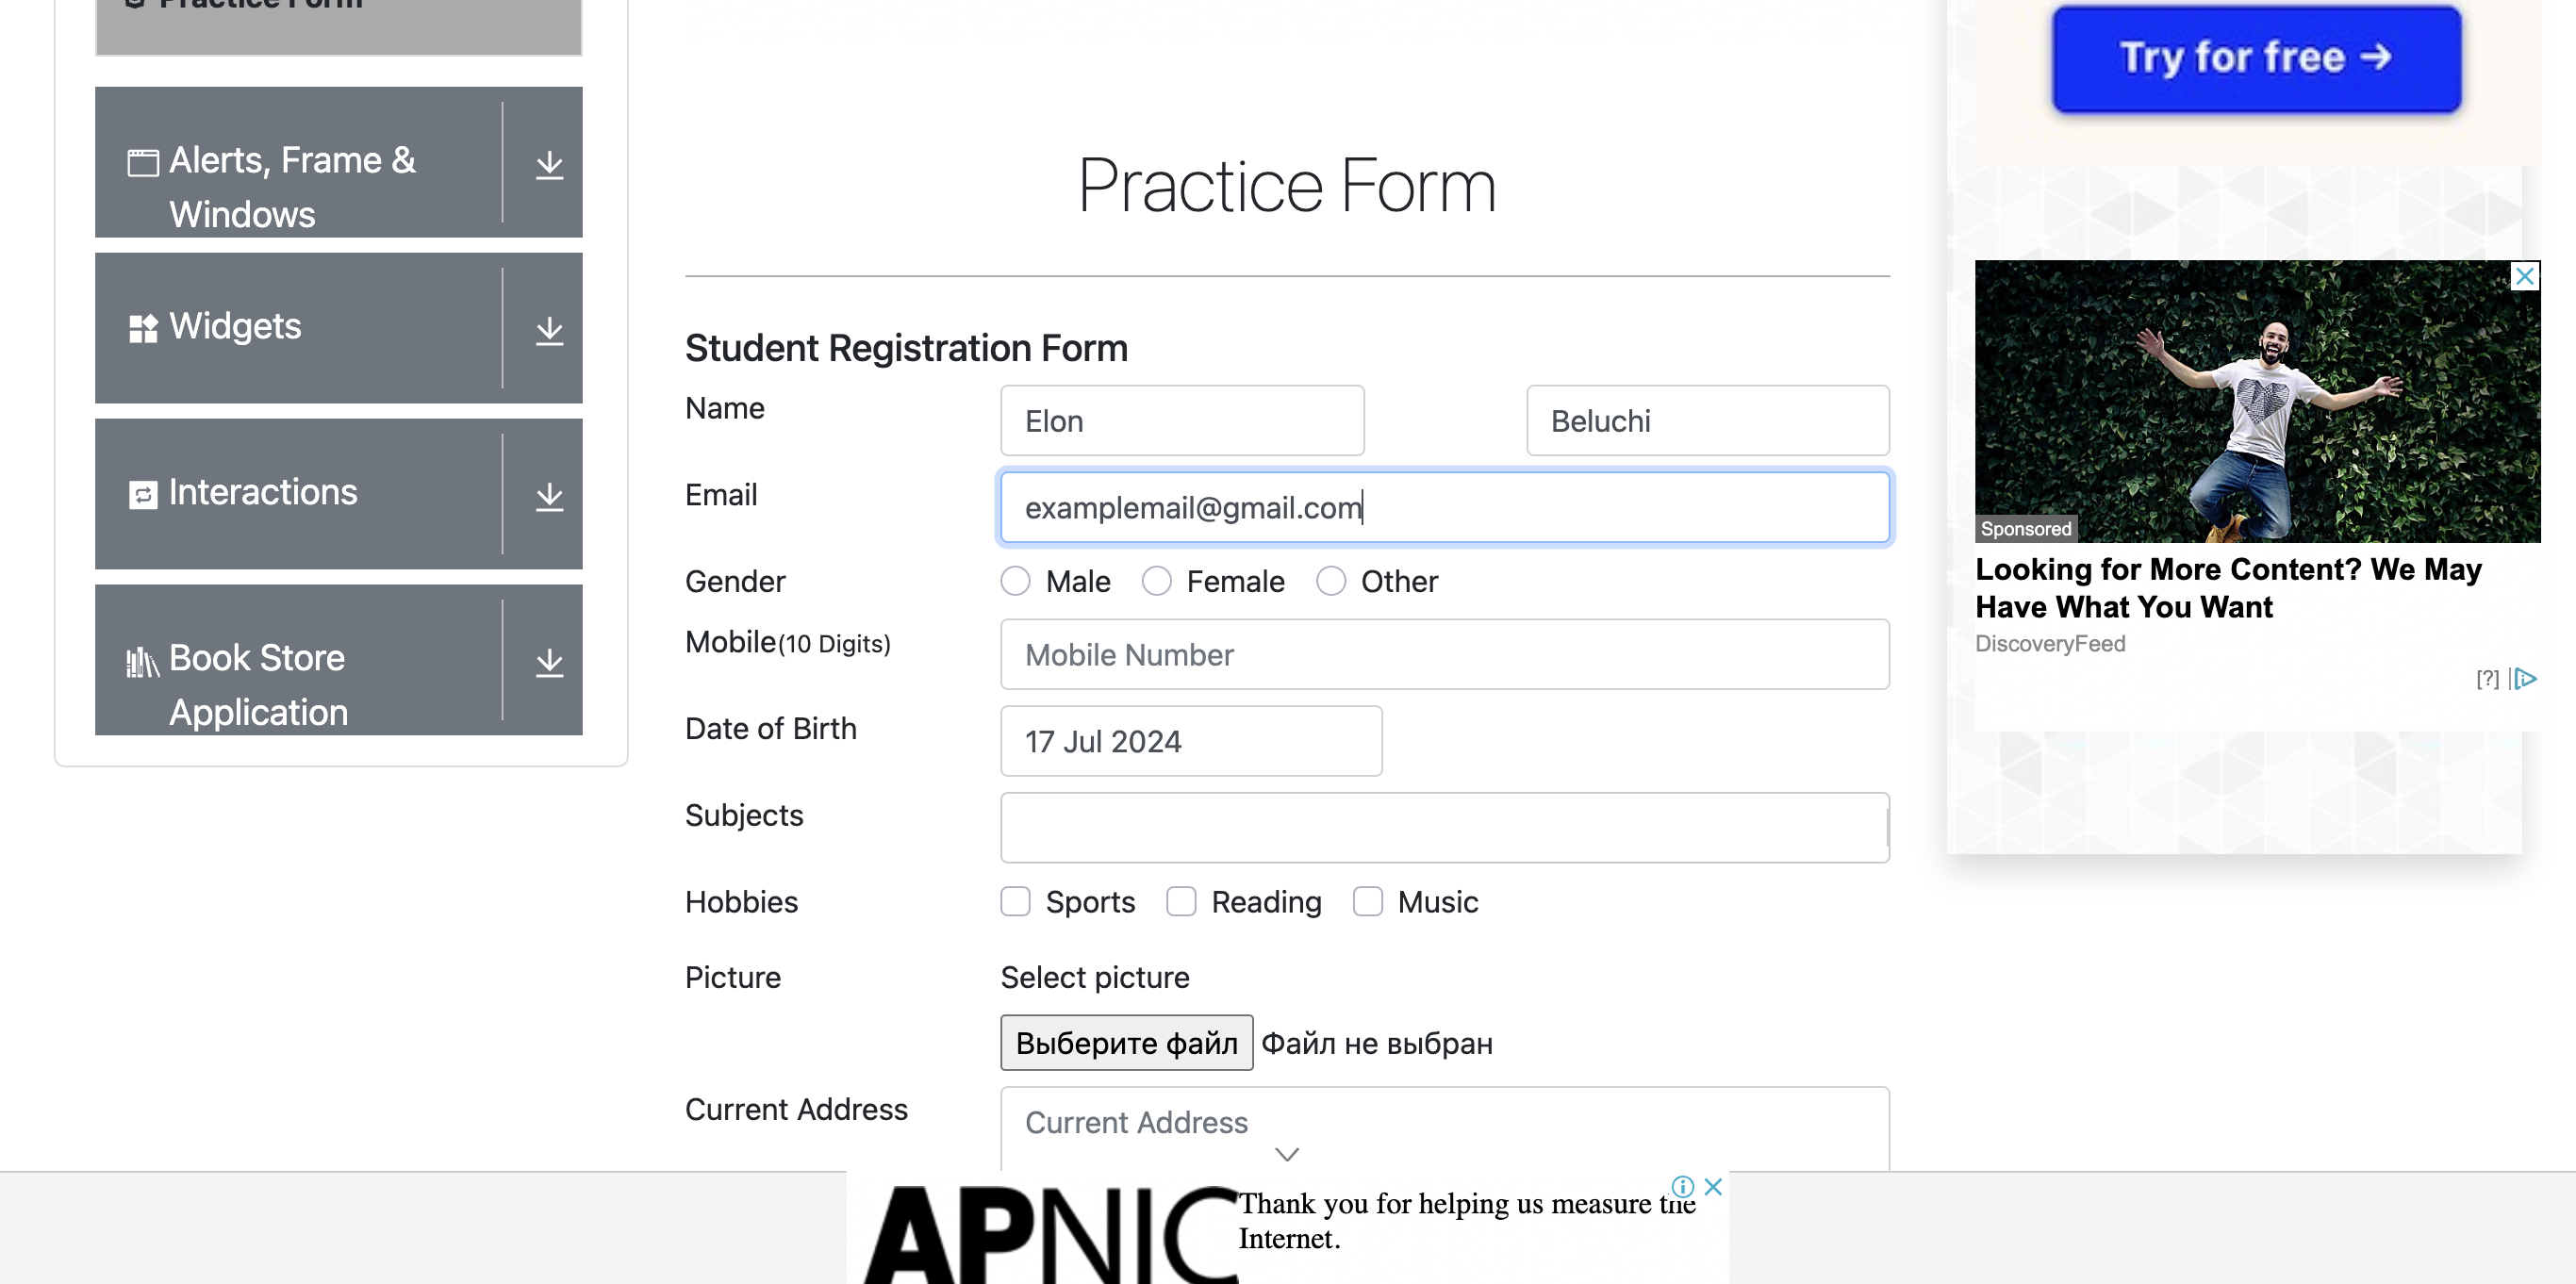 Practice Form
Alerts, Frame &
Windows
Widgets
Interactions
Book Store
Application
Practice Form
Student Registration Form
Name
Elon
Beluchi
Email
examplemail@gmail.com
Gender
Male
Female
Other
Mobile(10 Digits)
Mobile Number
Date of Birth
17 Jul 2024
Subjects
Hobbies
Sports
Reading
Music
Picture
Select picture
Выберите файл
Файл не выбран
Current Address
Current Address
Try for free →
Sponsored
Looking for More Content? We May
Have What You Want
DiscoveryFeed
[?]
APNIC
Thank you for helping us measure the
Internet.